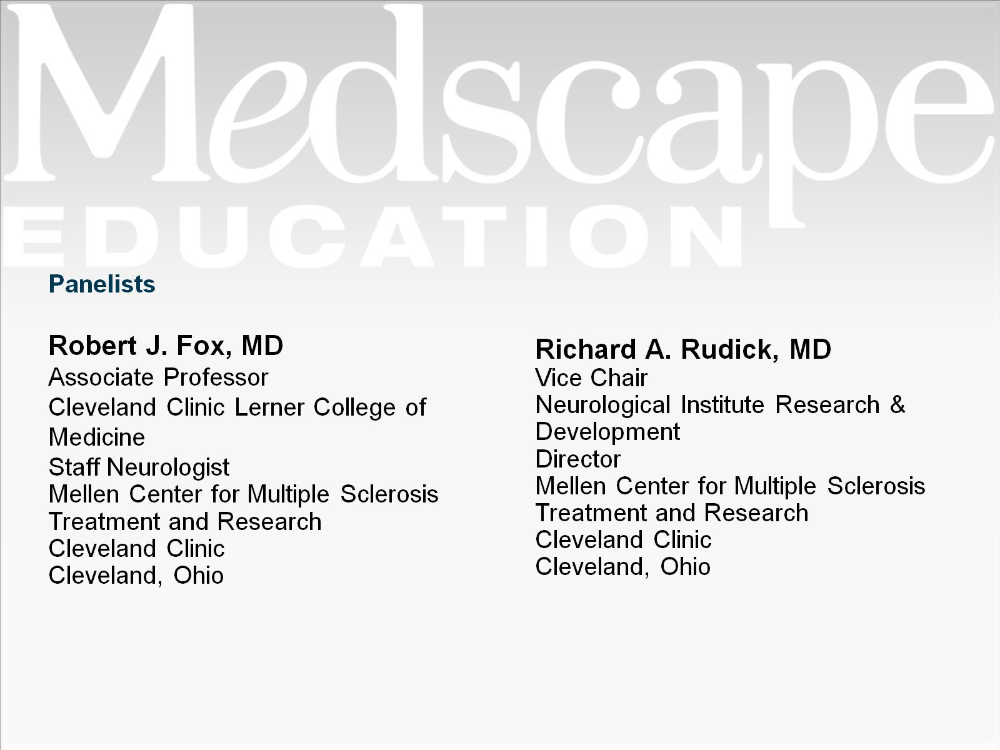 Medscape
EDUCATION
Panelists
Robert J. Fox, MD
Associate Professor
Cleveland Clinic Lerner College of
Medicine
Staff Neurologist
Mellen Center for Multiple Sclerosis
Treatment and Research
Cleveland Clinic
Cleveland, Ohio
Richard A. Rudick, MD
Vice Chair
Neurological Institute Research &
Development
Director
Mellen Center for Multiple Sclerosis
Treatment and Research
Cleveland Clinic
Cleveland, Ohio